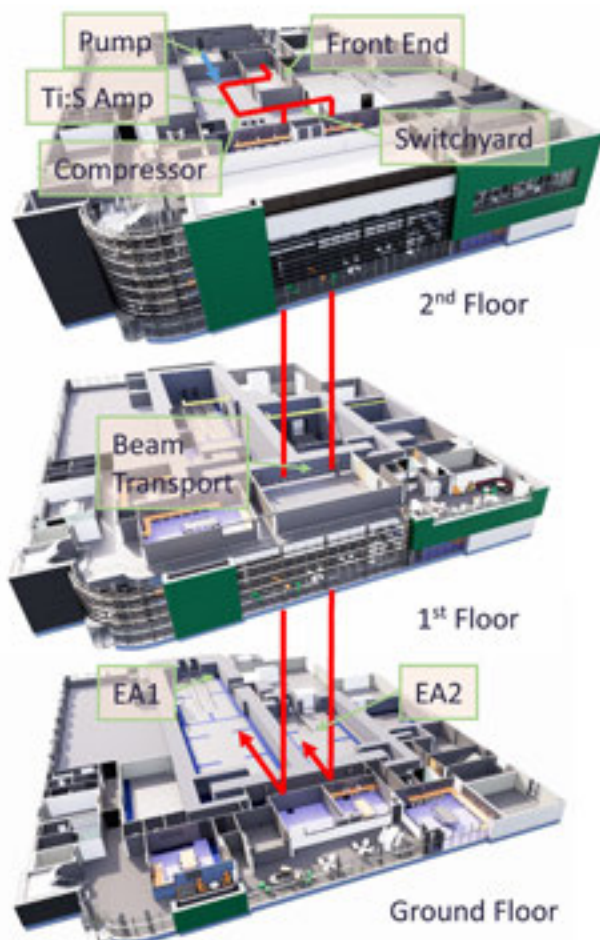 Pump
Front End
Ti:S Amp
Switchyard
Compressor
2nd Floor
Beam
Transport
1st Floor
EA1
EA2
Ground Floor